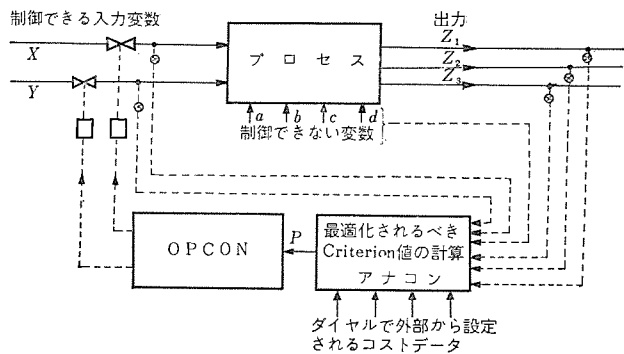 制御できる入力変数
出力
X
Y
プロセス
Z₁
Z₂
Z₃
a b c d
制御できない変数
OPCON
P
最適化されるべき
Criterion値の計算
アナコン
ダイヤルで外部から設定
されるコストデータ